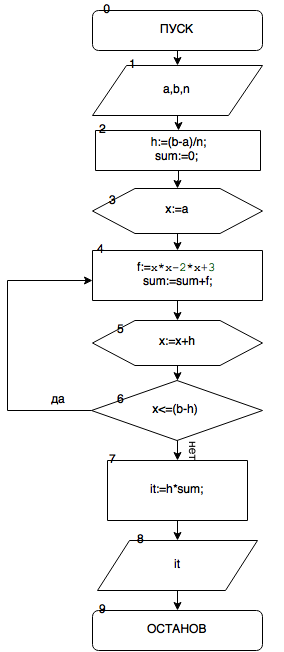 0
ПУСК
1
a,b,n
2
h:=(b-a)/n;
sum:=0;
3
x:=a
4
f:=x*x-2*x+3
sum:=sum+f;
5
x:=x+h
6
x<=(b-h)
да
нет
7
it:=h*sum;
8
it
9
ОСТАНОВ